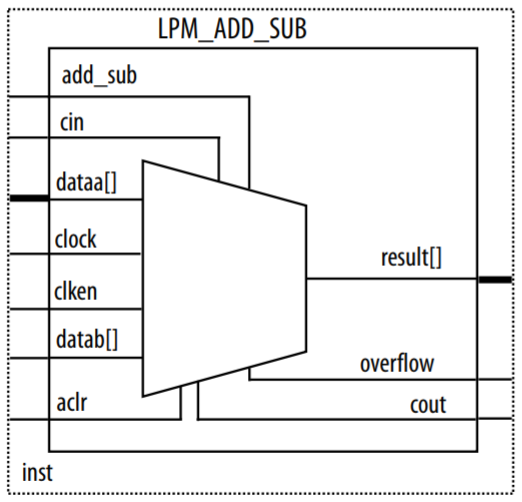 LPM_ADD_SUB
add_sub
cin
dataa[]
clock
result[]
clken
datab[]
overflow
aclr
cout
inst